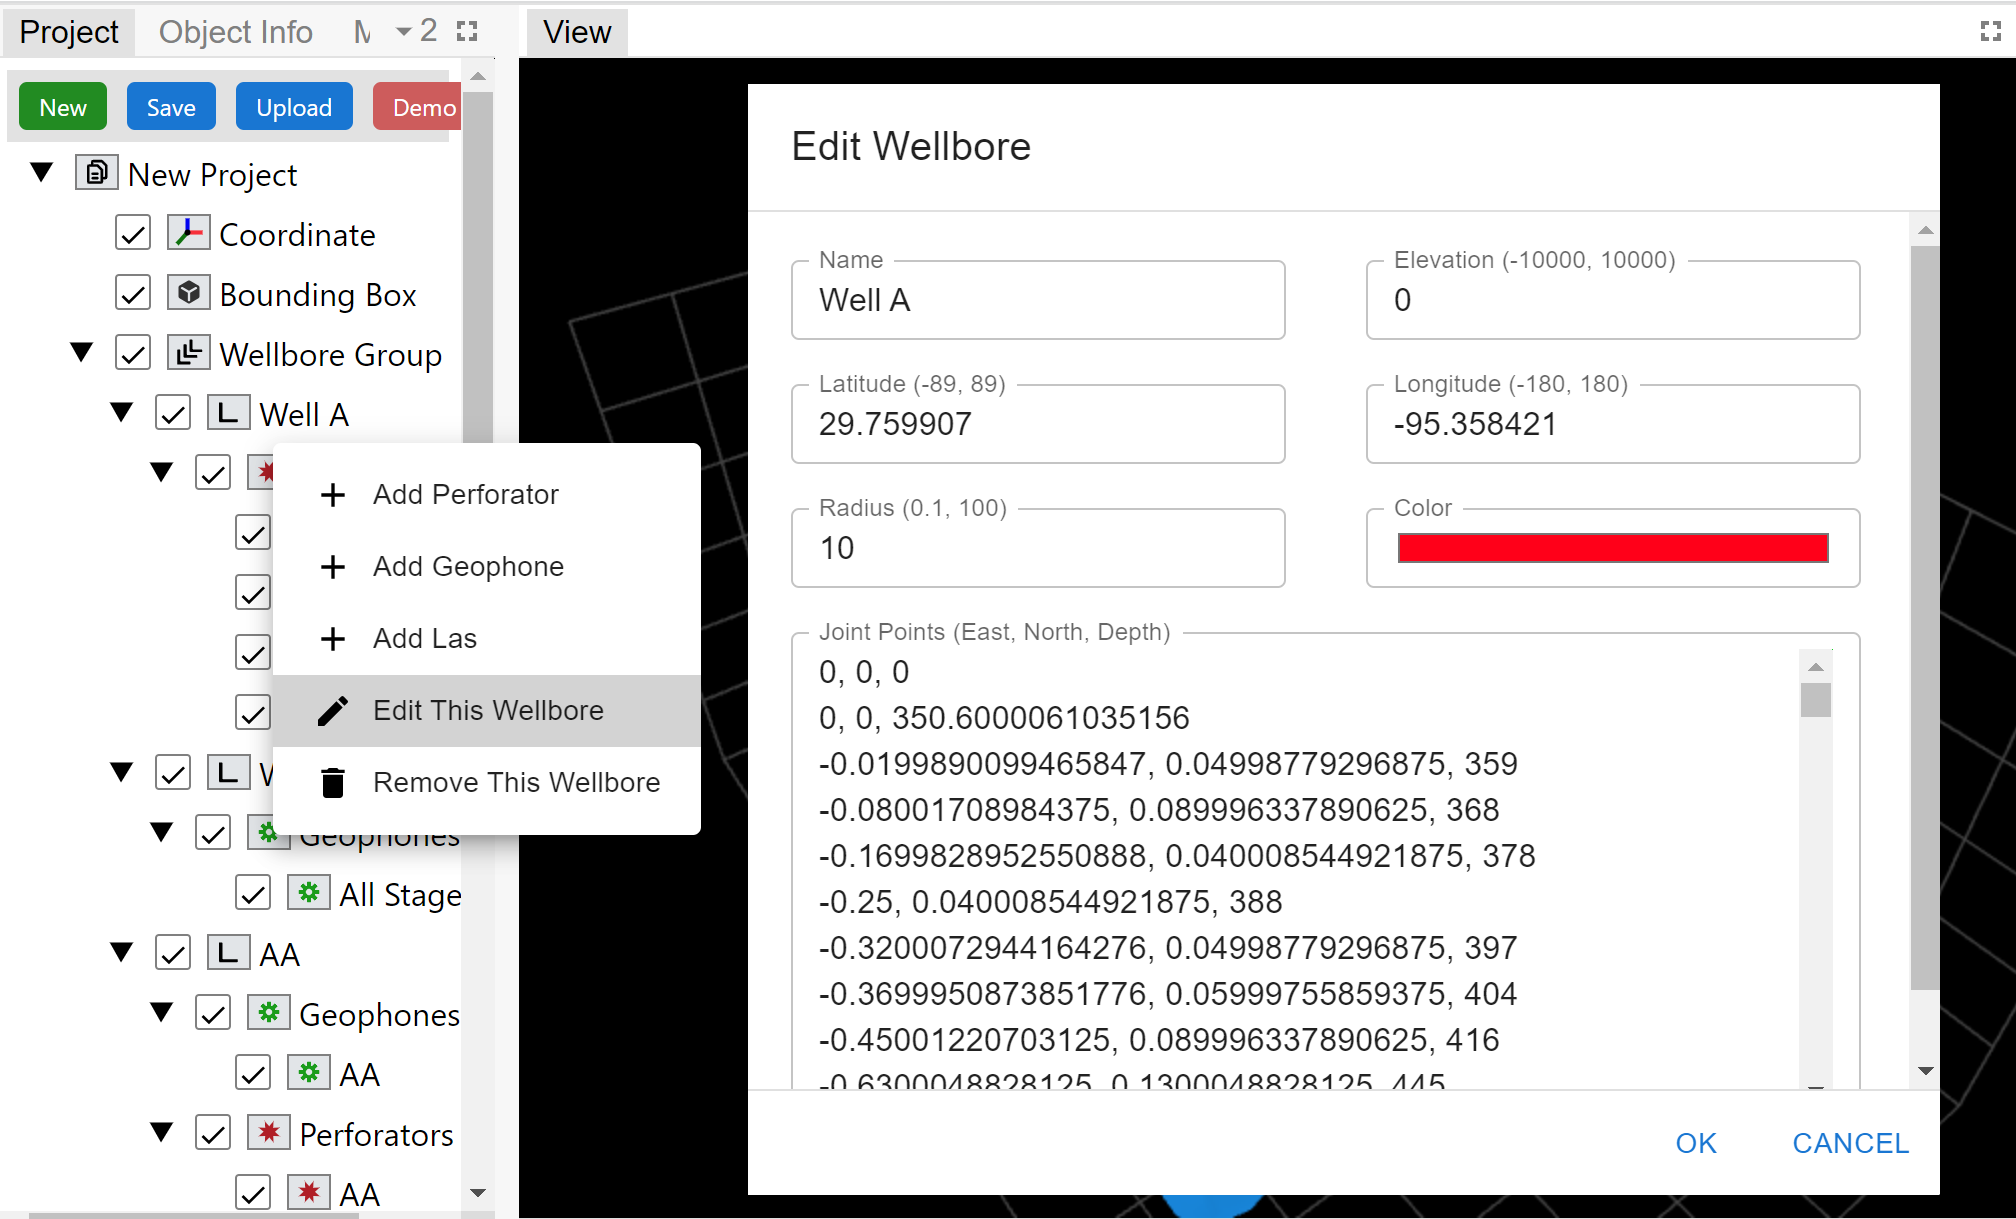 Project
Object Info
2
View
New
Save
Upload
Demo
New Project
Coordinate
Bounding Box
Wellbore Group
Well A
Add Perforator
Add Geophone
Add Las
Edit This Wellbore
Remove This Wellbore
Geophones
All Stage
AA
Geophones
AA
Perforators
AA
Edit Wellbore
Name
Well A
Elevation (-10000, 10000)
0
Latitude (-89, 89)
29.759907
Longitude (-180, 180)
-95.358421
Radius (0.1, 100)
10
Color
Joint Points (East, North, Depth)
0, 0, 0
0, 0, 350.6000061035156
-0.0199890099465847, 0.04998779296875, 359
-0.08001708984375, 0.089996337890625, 368
-0.1699828952550888, 0.040008544921875, 378
-0.25, 0.040008544921875, 388
-0.3200072944164276, 0.04998779296875, 397
-0.3699950873851776, 0.05999755859375, 404
-0.45001220703125, 0.089996337890625, 416
-0.6300048828125, 0.1300048828125, 445
OK
CANCEL